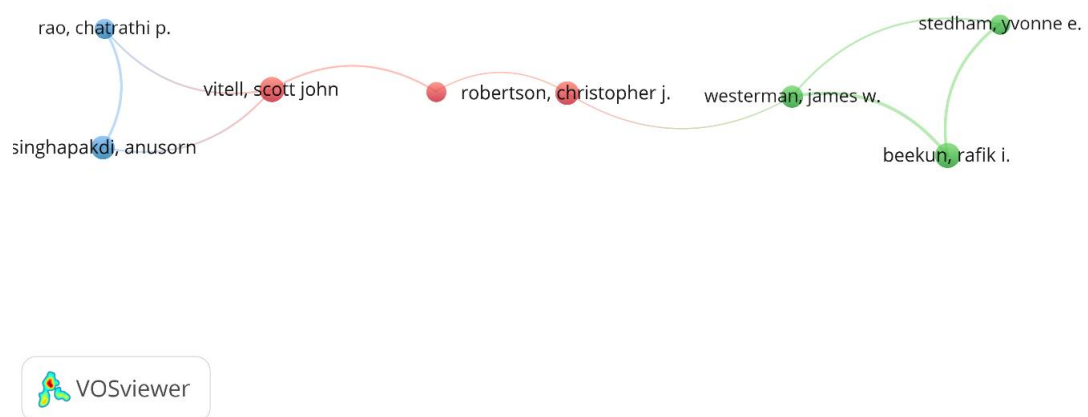 rao, chatrathi p.
stedham, yvonne e.
vitell, scott john
robertson, christopher j.
westerman, james w.
singhapakdi, anusorn
beekun, rafik i.
VOSviewer